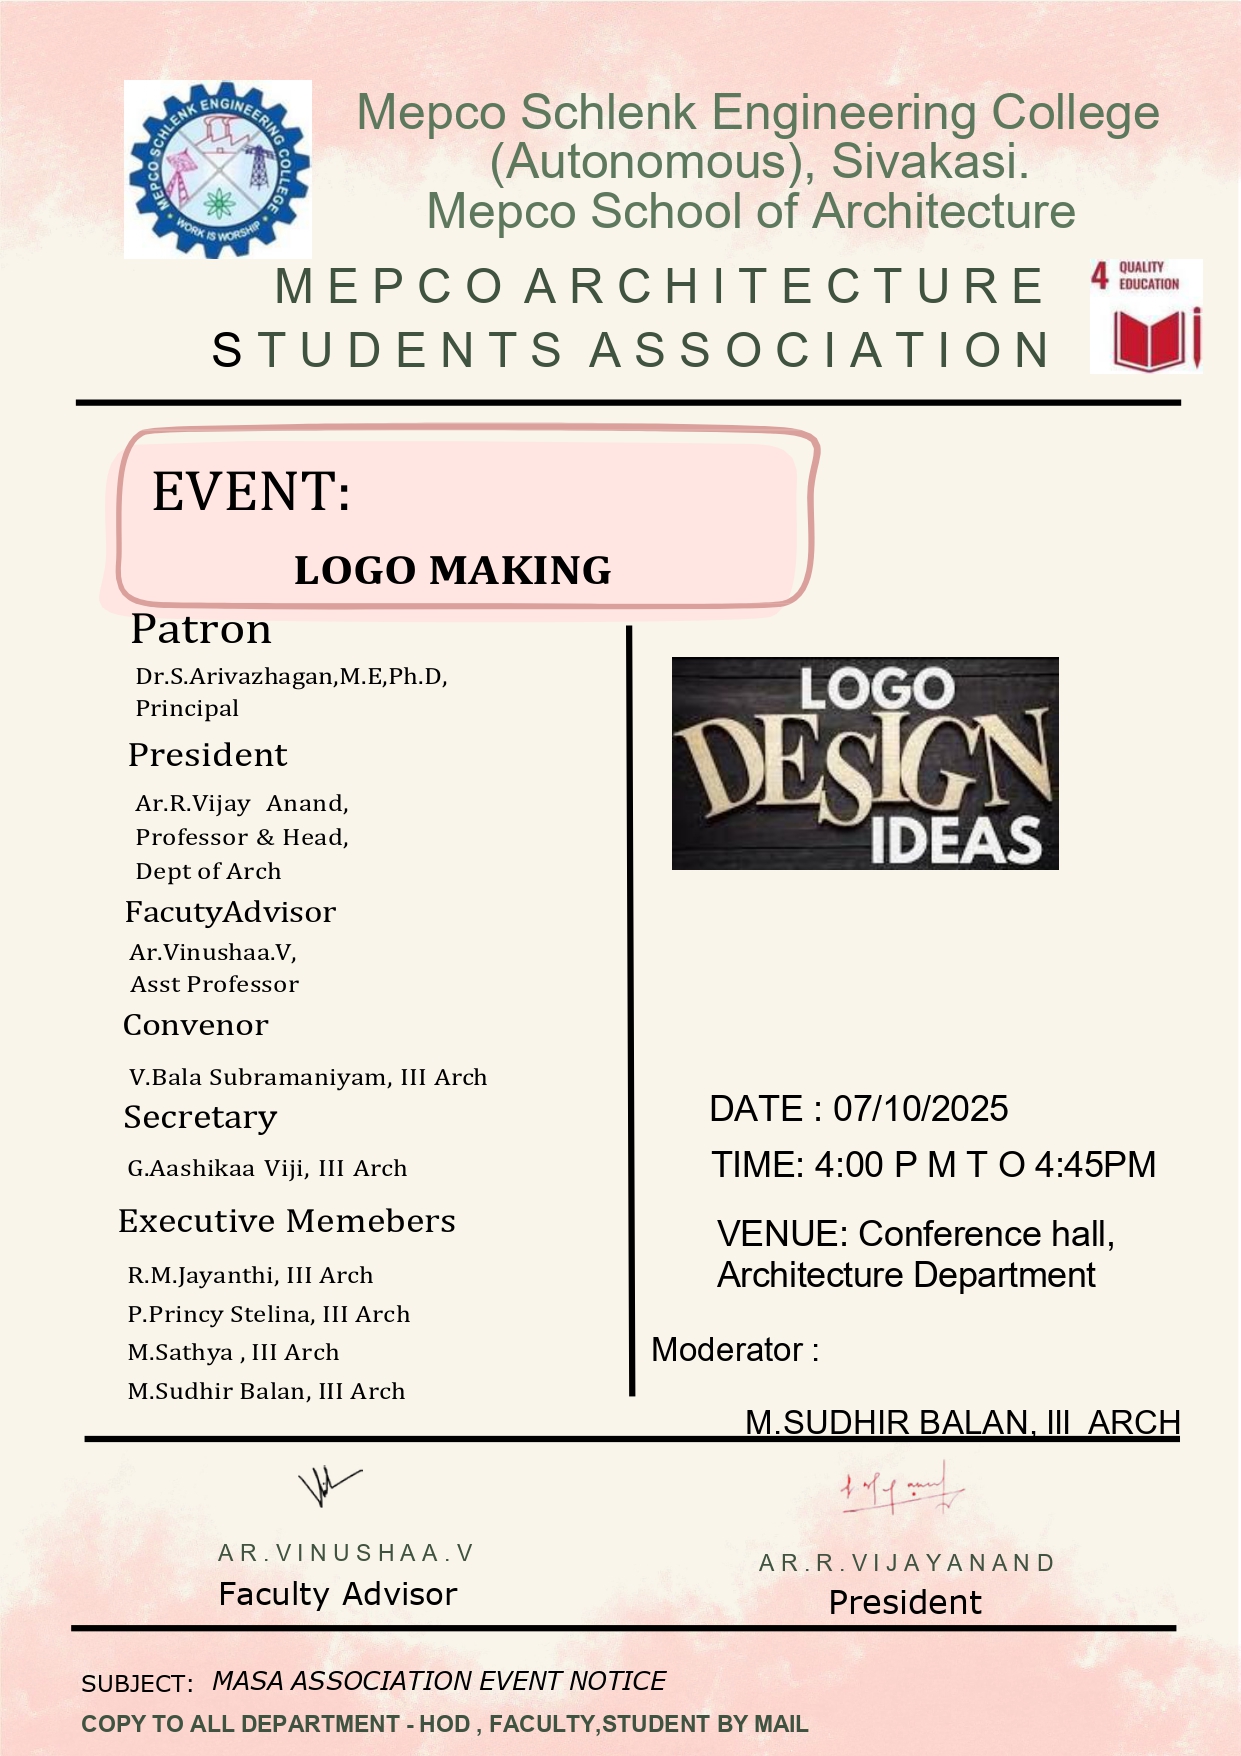 MEPCO SCHLENK ENGINEERING COLLEGE
WORK IS WORSHIP
Mepco Schlenk Engineering College
(Autonomous), Sivakasi.
Mepco School of Architecture
MEPCO ARCHITECTURE
STUDENTS ASSOCIATION
4 QUALITY
EDUCATION
EVENT:
LOGO MAKING
Patron
Dr.S.Arivazhagan,M.E,Ph.D,
Principal
President
Ar.R.Vijay Anand,
Professor & Head,
Dept of Arch
FacutyAdvisor
Ar.Vinushaa.V,
Asst Professor
Convenor
V.Bala Subramaniyam, III Arch
Secretary
G.Aashikaa Viji, III Arch
Executive Memebers
R.M.Jayanthi, III Arch
P.Princy Stelina, III Arch
M.Sathya , III Arch
M.Sudhir Balan, III Arch
LOGO
DESIGN
IDEAS
DATE : 07/10/2025
TIME: 4:00 P M T O 4:45PM
VENUE: Conference hall,
Architecture Department
Moderator :
M.SUDHIR BALAN, III ARCH
AR.VINUSHAA.V
Faculty Advisor
AR.R.VIJAYANAND
President
SUBJECT: MASA ASSOCIATION EVENT NOTICE
COPY TO ALL DEPARTMENT - HOD , FACULTY,STUDENT BY MAIL